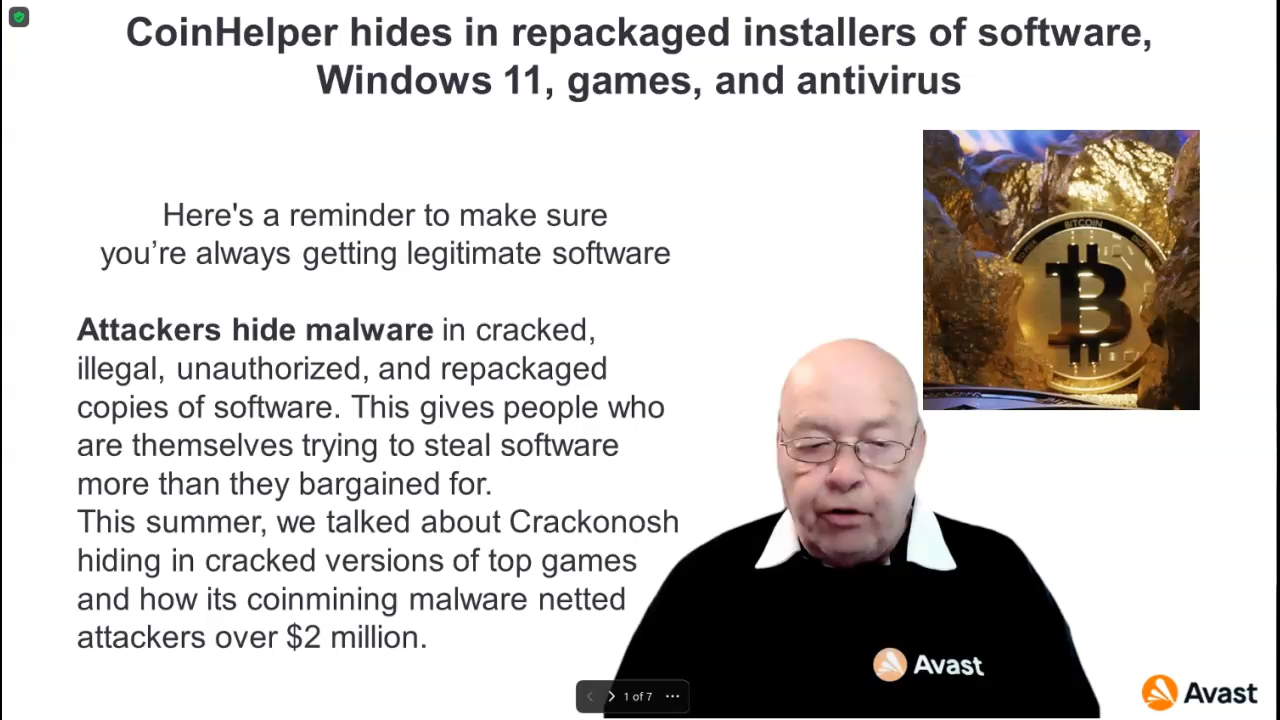 CoinHelper hides in repackaged installers of software,
Windows 11, games, and antivirus
Here's a reminder to make sure
you’re always getting legitimate software
Attackers hide malware in cracked,
illegal, unauthorized, and repackaged
copies of software. This gives people who
are themselves trying to steal software
more than they bargained for.
This summer, we talked about Crackonosh
hiding in cracked versions of top games
and how its coinmining malware netted
attackers over $2 million.
BITCOIN
Avast
1 of 7
Avast